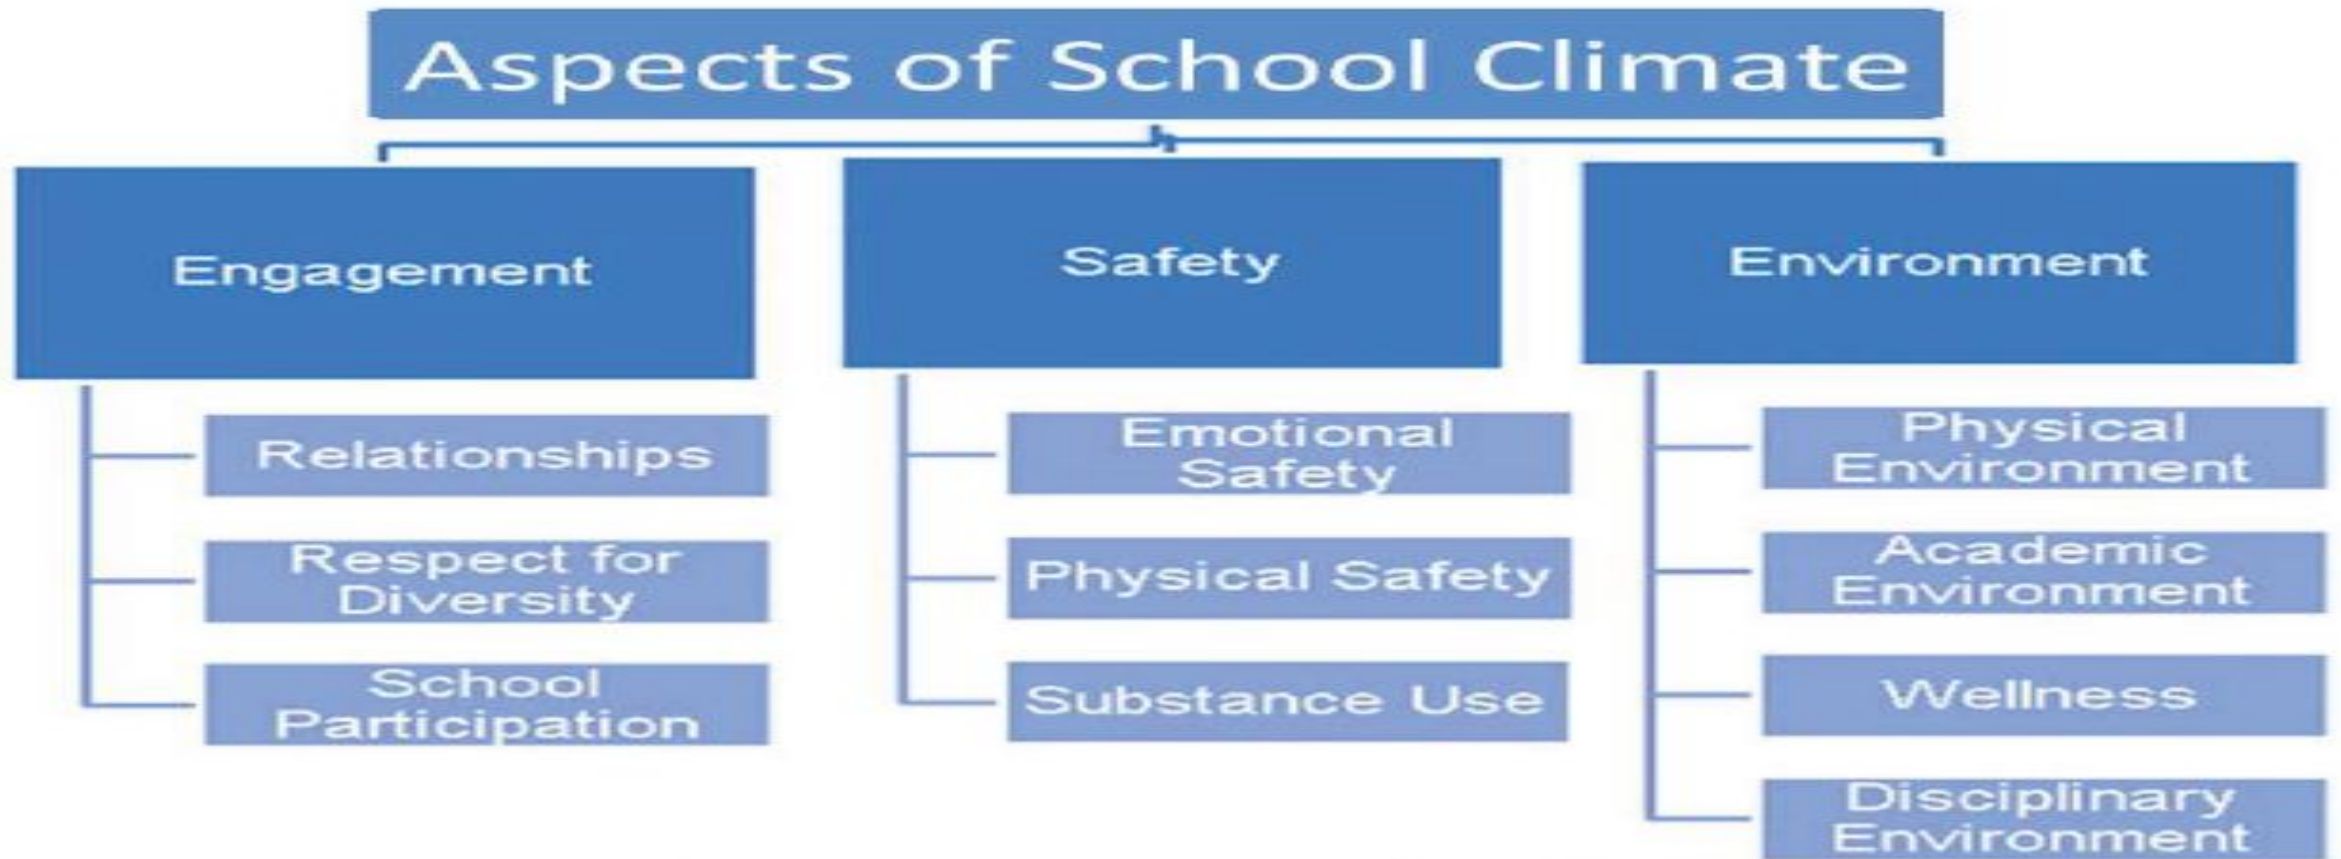 Aspects of School Climate
Engagement
Relationships
Respect for
Diversity
School
Participation
Safety
Emotional
Safety
Physical Safety
Substance Use
Environment
Physical
Environment
Academic
Environment
Wellness
Disciplinary
Environment